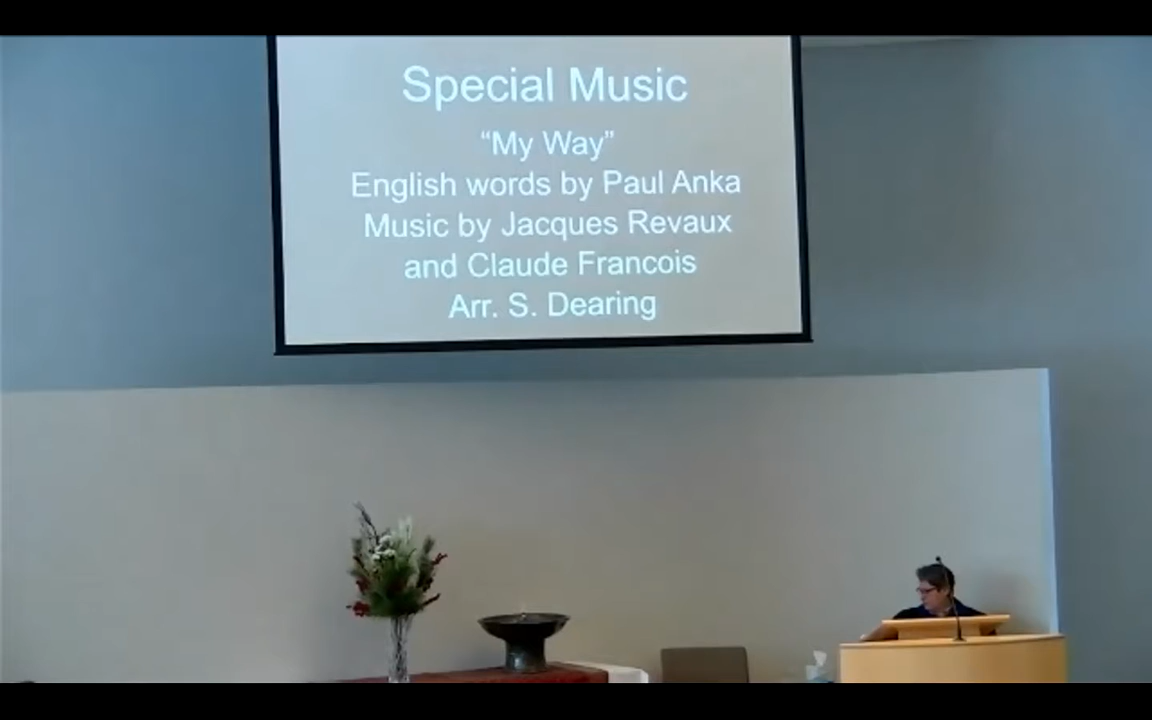 Special Music
“My Way”
English words by Paul Anka
Music by Jacques Revaux
and Claude Francois
Arr. S. Dearing